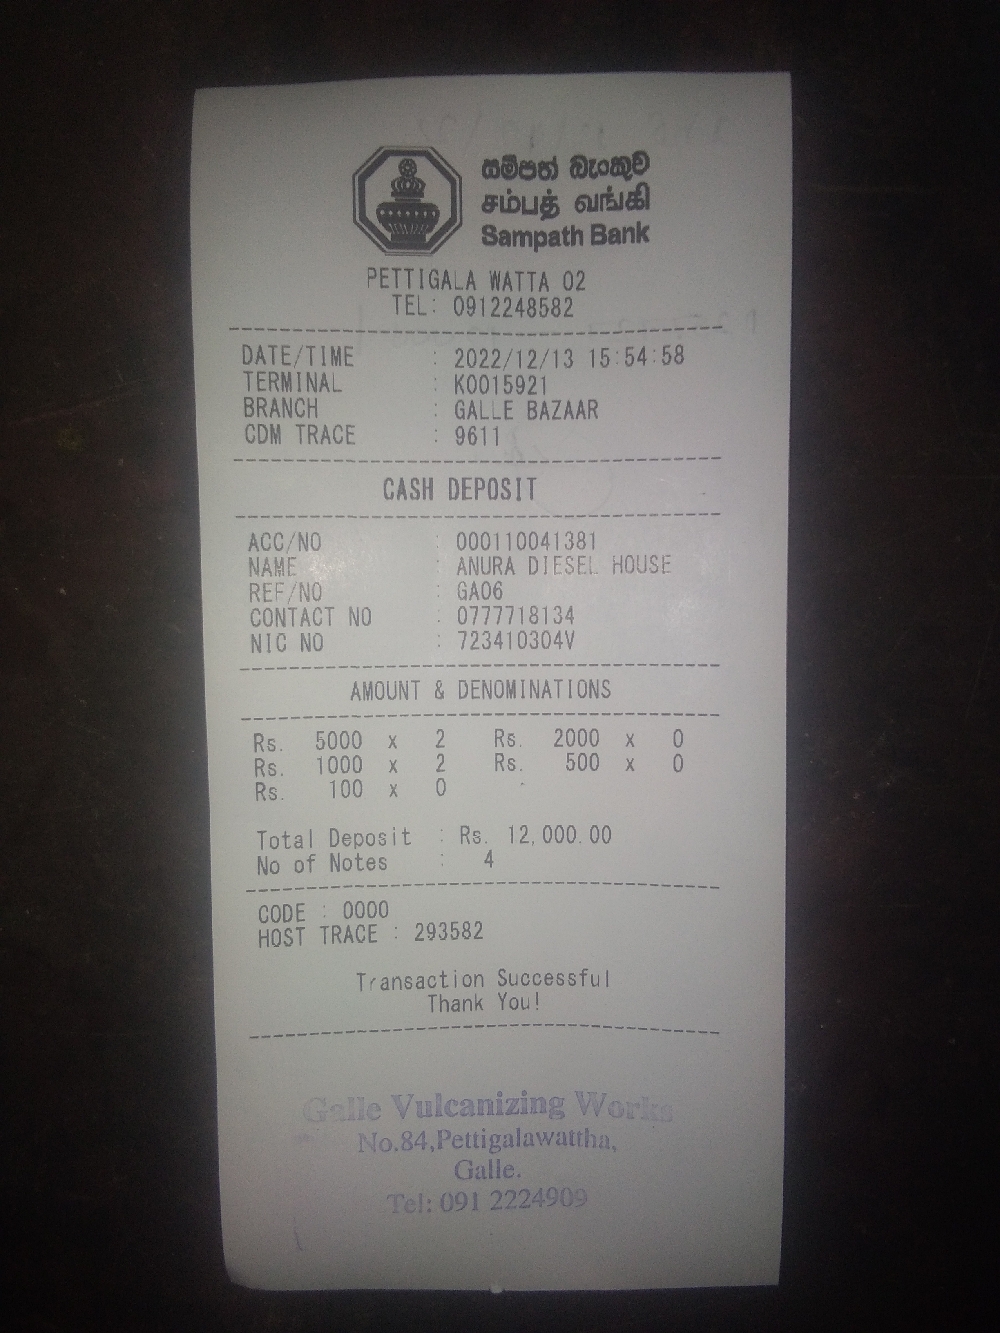 සම්පත් බැංකුව
சம்பத் வங்கி
Sampath Bank
PETTIGALA WATTA 02
TEL: 0912248582
DATE/TIME : 2022/12/13 15:54:58
TERMINAL : K0015921
BRANCH : GALLE BAZAAR
CDM TRACE : 9611
CASH DEPOSIT
ACC/NO : 000110041381
NAME : ANURA DIESEL HOUSE
REF/NO : GA06
CONTACT NO : 0777718134
NIC NO : 723410304V
AMOUNT & DENOMINATIONS
Rs. 5000 x 2 Rs. 2000 x 0
Rs. 1000 x 2 Rs. 500 x 0
Rs. 100 x 0
Total Deposit : Rs. 12,000.00
No of Notes : 4
CODE : 0000
HOST TRACE : 293582
Transaction Successful
Thank You!
Galle Vulcanizing Works
No.84,Pettigalawattha,
Galle.
Tel: 091 2224909